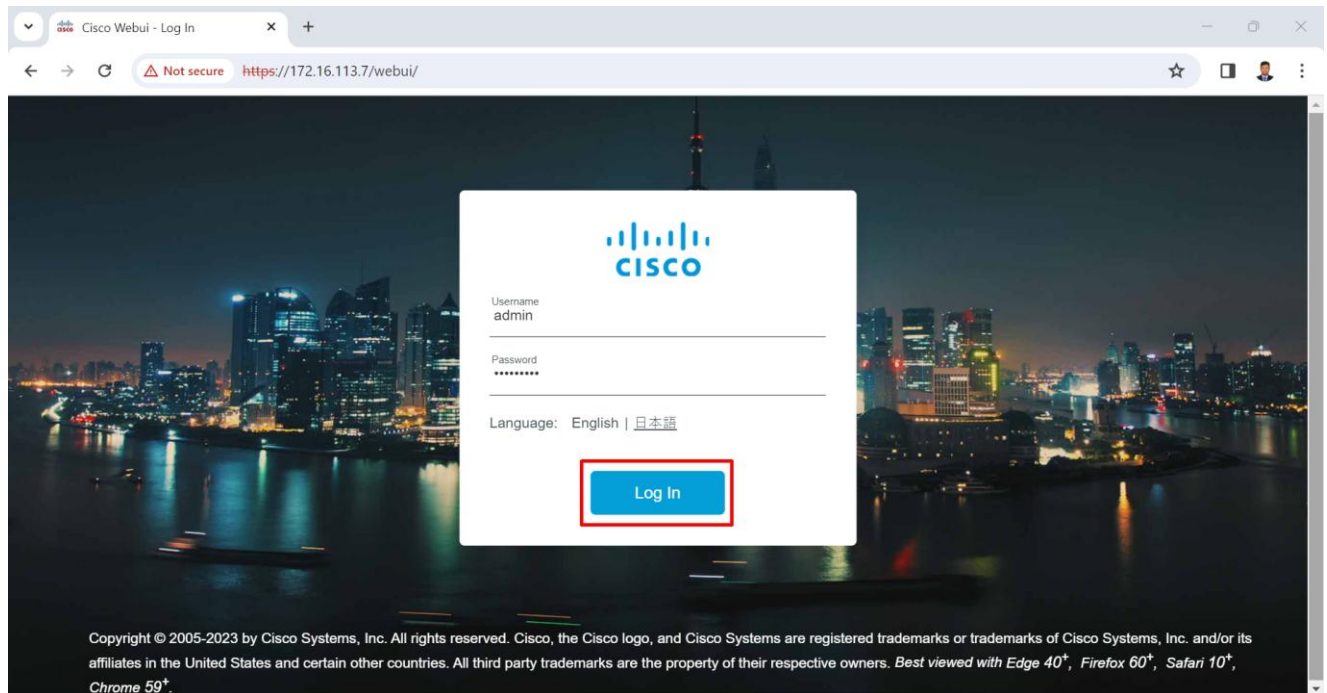 Cisco Webui - Log In
Not secure https://172.16.113.7/webui/
CISCO
Username
admin
Password
•••••••••
Language: English | 日本語
Log In
Copyright © 2005-2023 by Cisco Systems, Inc. All rights reserved. Cisco, the Cisco logo, and Cisco Systems are registered trademarks or trademarks of Cisco Systems, Inc. and/or its
affiliates in the United States and certain other countries. All third party trademarks are the property of their respective owners. Best viewed with Edge 40+, Firefox 60+, Safari 10+,
Chrome 59+.